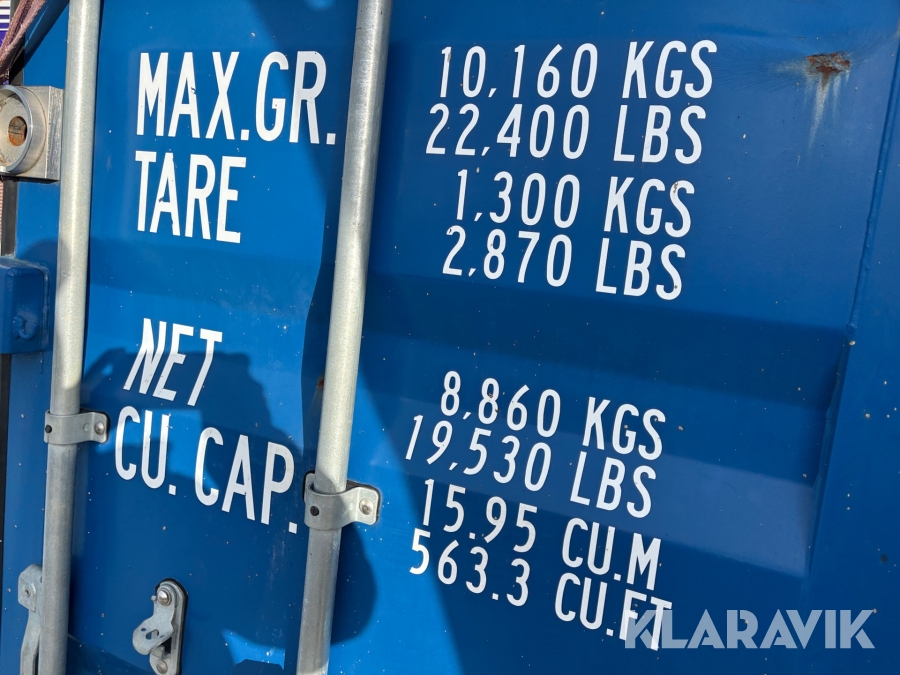 MAX.GR. 10,160 KGS
22,400 LBS
TARE 1,300 KGS
2,870 LBS
NET 8,860 KGS
19,530 LBS
CU. CAP. 15.95 CU.M
563.3 CU.FT
KLARAVIK